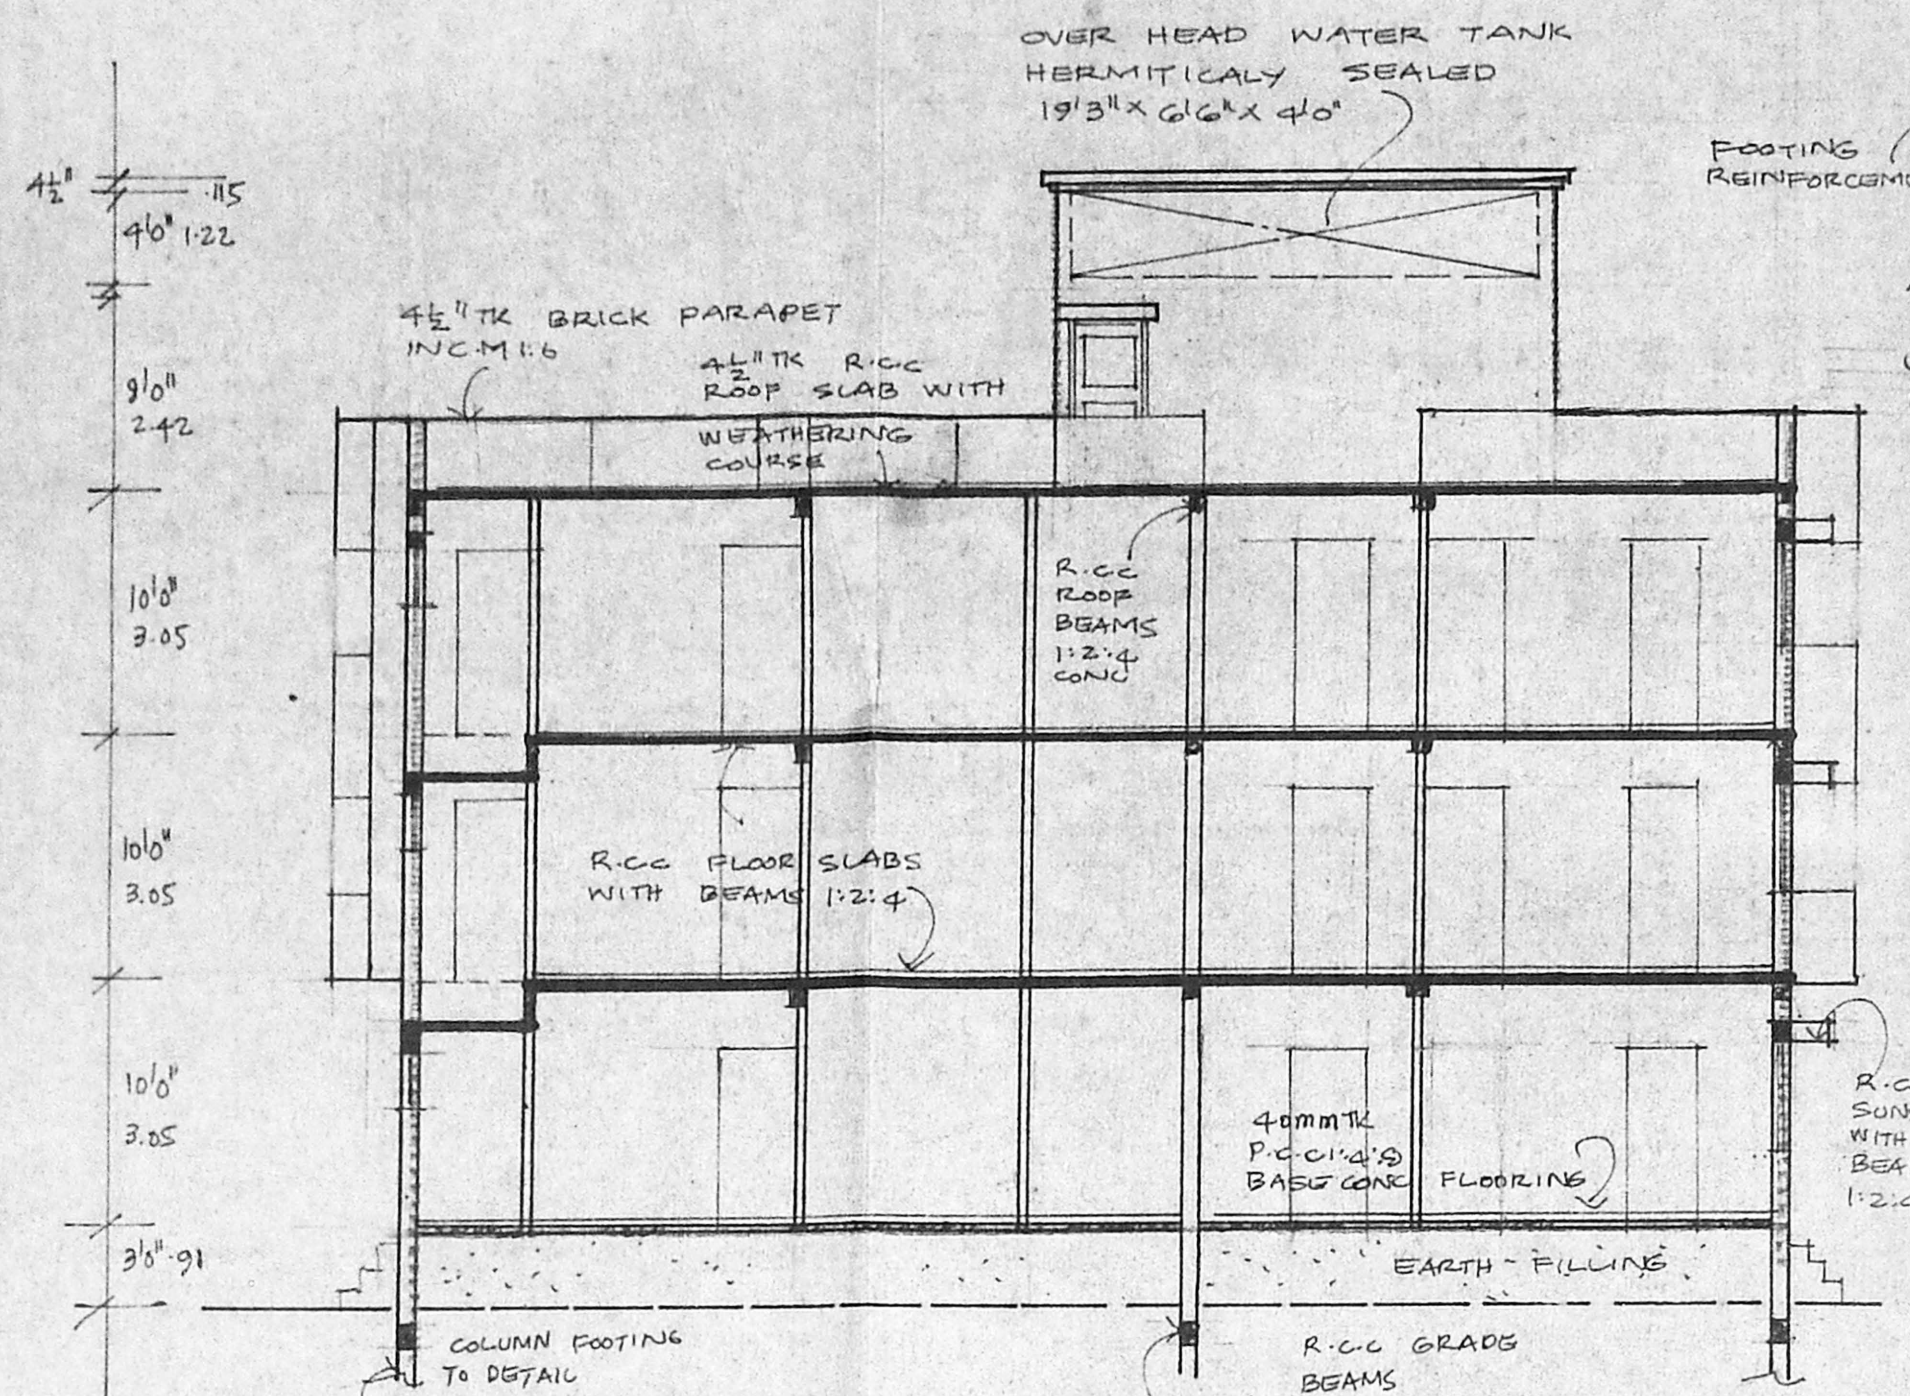 OVER HEAD WATER TANK
HERMITICALY SEALED
19'3" x 6'6" x 4'0"
FOOTING
4½"
.115
4'0" 1.22
4½" TK BRICK PARAPET
IN C.M 1:6
4½" TK R.C.C
ROOF SLAB WITH
WEATHERING
COURSE
2.42
10'0"
3.05
R.C.C
ROOF
BEAMS
1:2:4
CONC
10'0"
3.05
R.C.C FLOOR SLABS
WITH BEAMS 1:2:4
10'0"
3.05
40mm TK
P.C.C 1:4:8
BASE CONC FLOORING
WITH
3'0" .91
EARTH - FILLING
COLUMN FOOTING
TO DETAIL
R.C.C GRADE
BEAMS